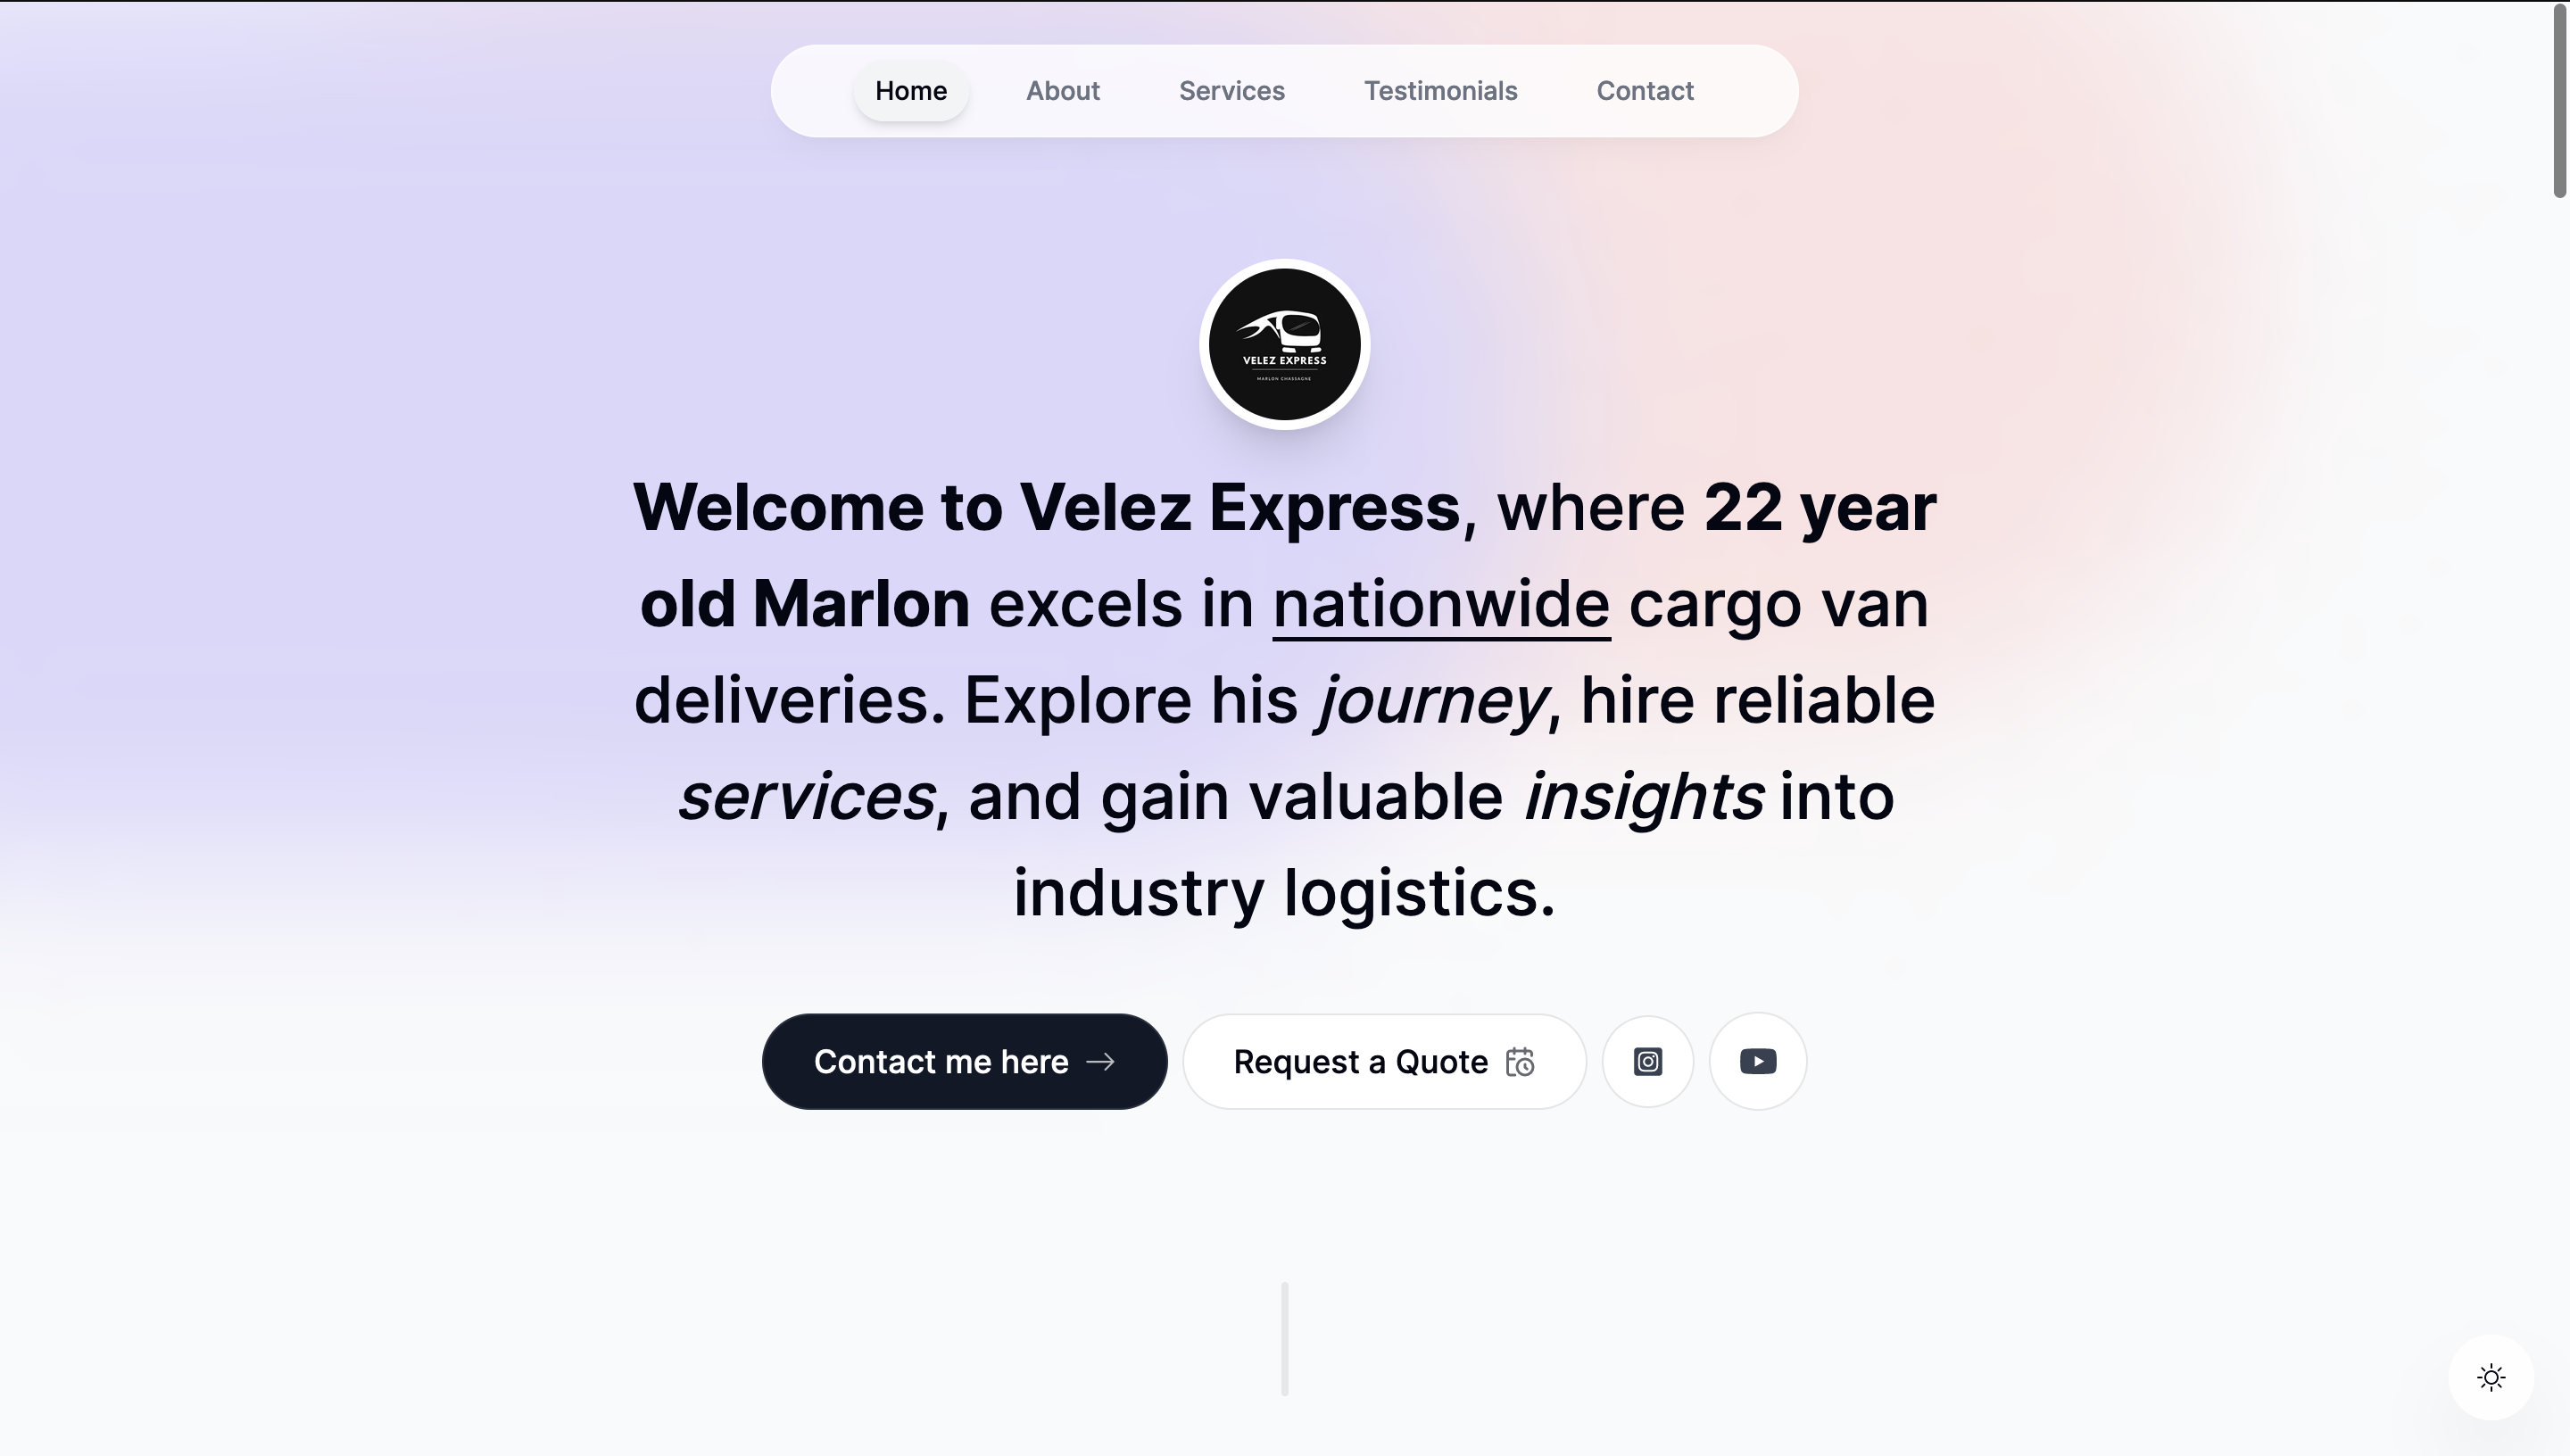 Home About Services Testimonials Contact
VELEZ EXPRESS
MARLON CHASSAGNE
Welcome to Velez Express, where 22 year
old Marlon excels in nationwide cargo van
deliveries. Explore his journey, hire reliable
services, and gain valuable insights into
industry logistics.
Contact me here Request a Quote